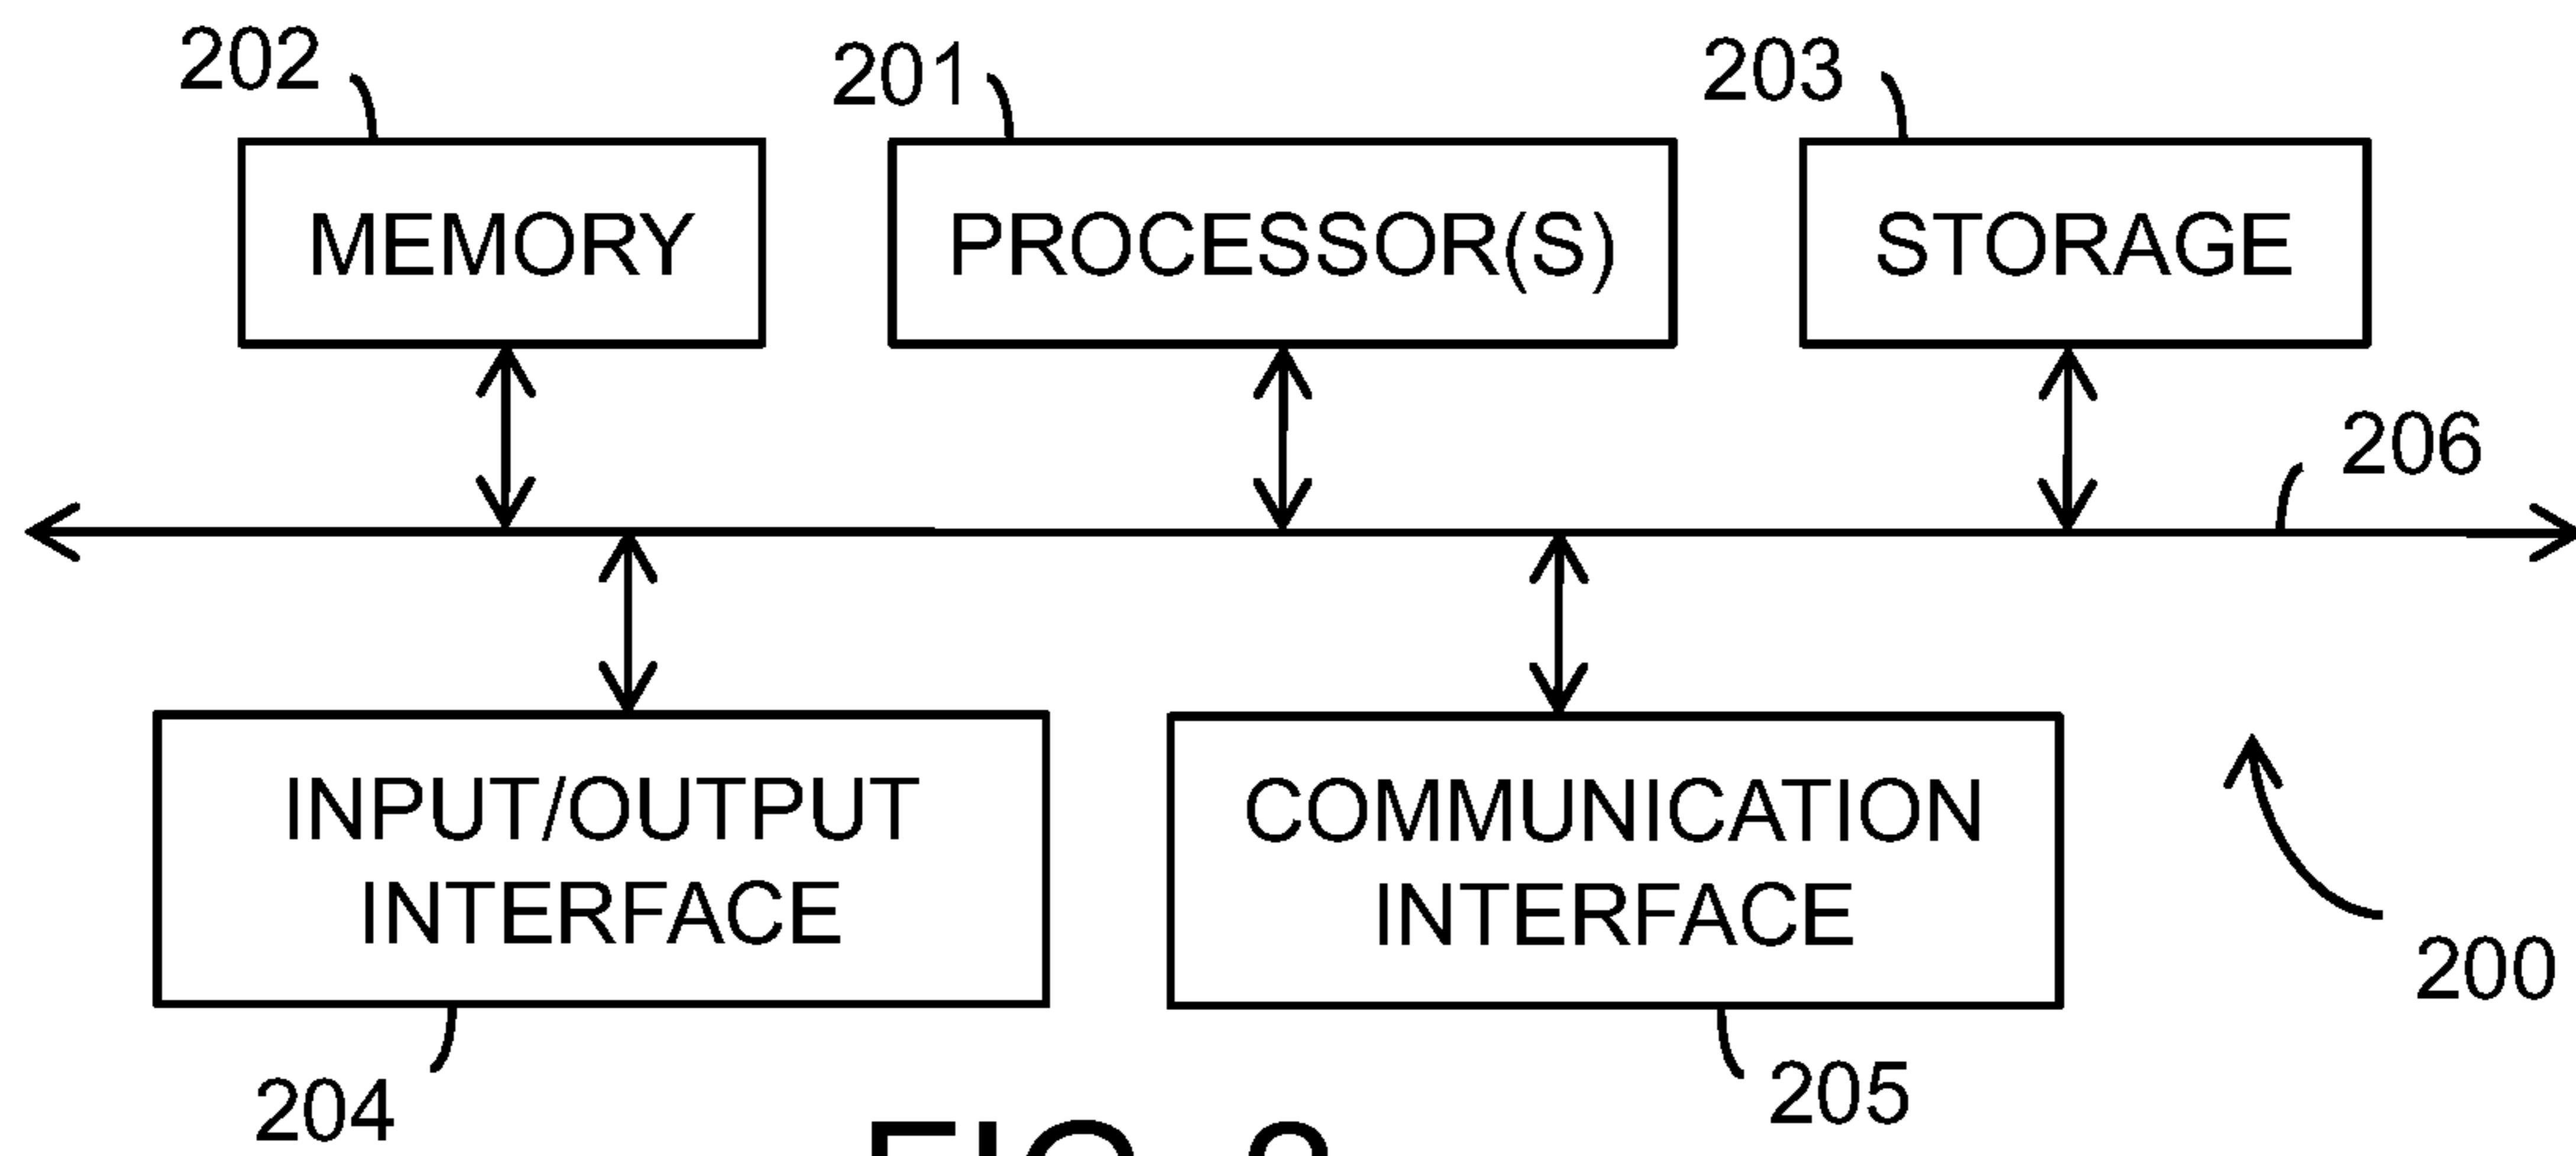 202
201
203
MEMORY
PROCESSOR(S)
STORAGE
206
INPUT/OUTPUT
INTERFACE
COMMUNICATION
INTERFACE
200
204
205